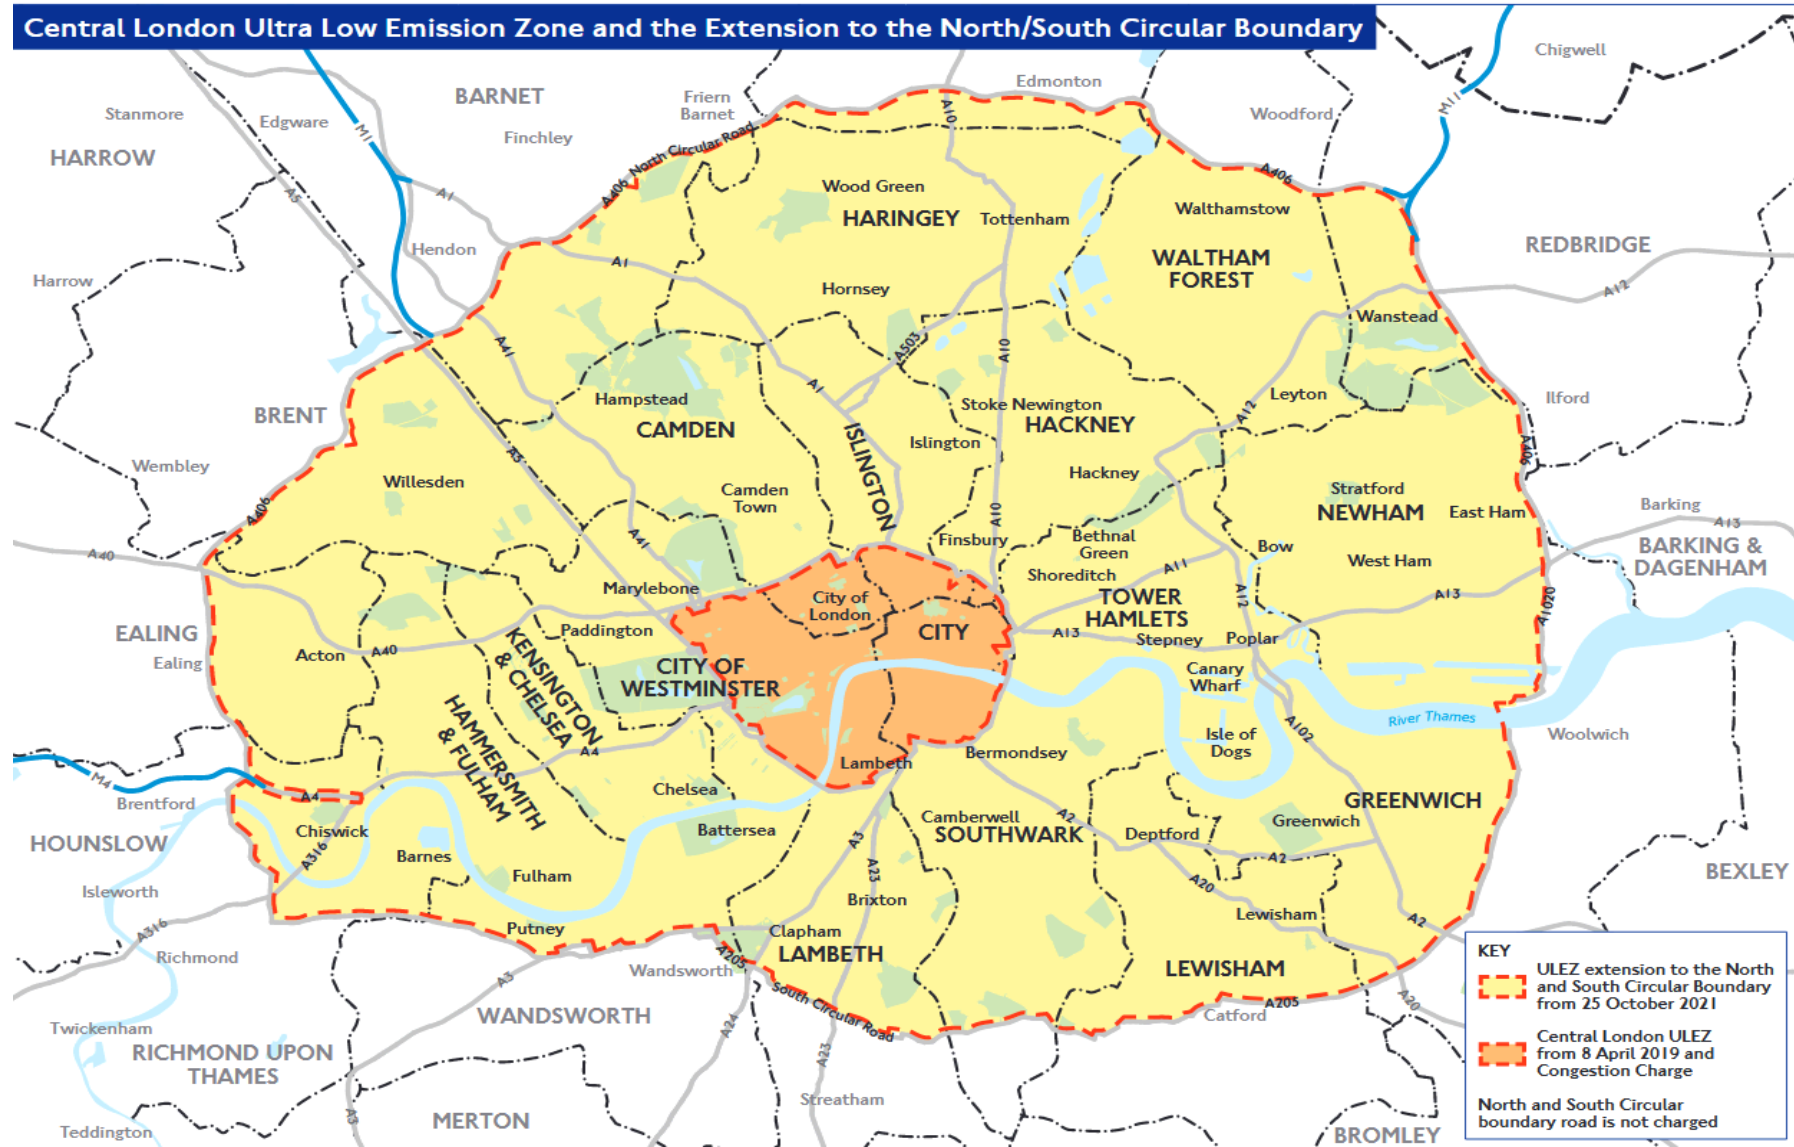 Central London Ultra Low Emission Zone and the Extension to the North/South Circular Boundary
Chigwell
Edmonton
BARNET
Friern
Barnet
Stanmore
Edgware
M1
Finchley
Woodford
M11
A10
HARROW
North Circular Road
A406
A406
A5
A1
Wood Green
HARINGEY
Tottenham
Walthamstow
Hendon
A1
WALTHAM
FOREST
REDBRIDGE
Harrow
Hornsey
A12
Wanstead
A41
A503
A10
A1
Hampstead
CAMDEN
Stoke Newington
HACKNEY
Leyton
A12
Ilford
BRENT
ISLINGTON
Islington
A5
A406
Wembley
Willesden
Hackney
Camden
Town
Stratford
NEWHAM
East Ham
Barking
A13
A406
A10
A41
Finsbury
Bethnal
Green
Bow
BARKING &
DAGENHAM
A40
West Ham
Shoreditch
A11
Marylebone
City of
London
TOWER
HAMLETS
A12
A13
A1020
EALING
Ealing
Paddington
CITY
A13
Stepney
Poplar
Acton
A40
KENSINGTON
& CHELSEA
CITY OF
WESTMINSTER
Canary
Wharf
River Thames
HAMMERSMITH
& FULHAM
A4
Isle of
Dogs
A102
Woolwich
Bermondsey
Lambeth
M4
Brentford
A4
Chelsea
GREENWICH
HOUNSLOW
Chiswick
Battersea
Camberwell
SOUTHWARK
A2
Deptford
Greenwich
A316
Barnes
A3
A23
A2
BEXLEY
Isleworth
Fulham
A20
Brixton
Lewisham
A2
A316
Putney
Clapham
LAMBETH
Richmond
Wandsworth
A205
LEWISHAM
A3
South Circular Road
A205
Catford
A20
WANDSWORTH
A24
Twickenham
RICHMOND UPON
THAMES
A23
Streatham
A3
MERTON
Teddington
BROMLEY
KEY
ULEZ extension to the North
and South Circular Boundary
from 25 October 2021
Central London ULEZ
from 8 April 2019 and
Congestion Charge
North and South Circular
boundary road is not charged